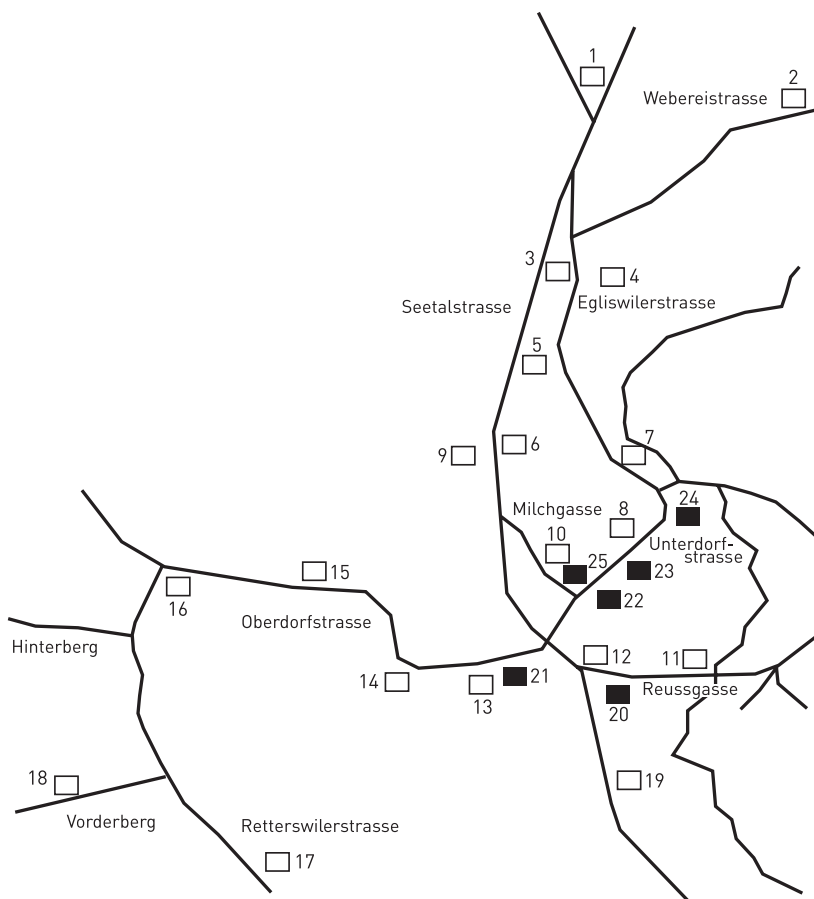 1
2
Webereistrasse
3
4
Seetalstrasse
Egliswilerstrasse
5
6
7
9
Milchgasse
8
24
10
25
Unterdorf-
strasse
23
15
16
22
Oberdorfstrasse
Hinterberg
12
11
14
13
21
Reussgasse
20
18
19
Vorderberg
Retterswilerstrasse
17